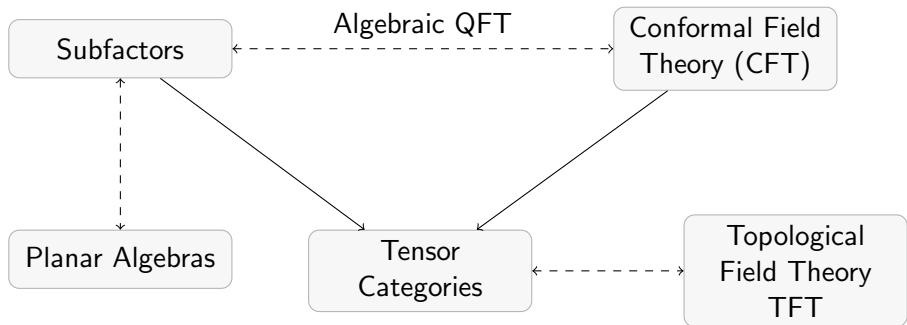 Subfactors
Algebraic QFT
Conformal Field
Theory (CFT)
Planar Algebras
Tensor
Categories
Topological
Field Theory
TFT